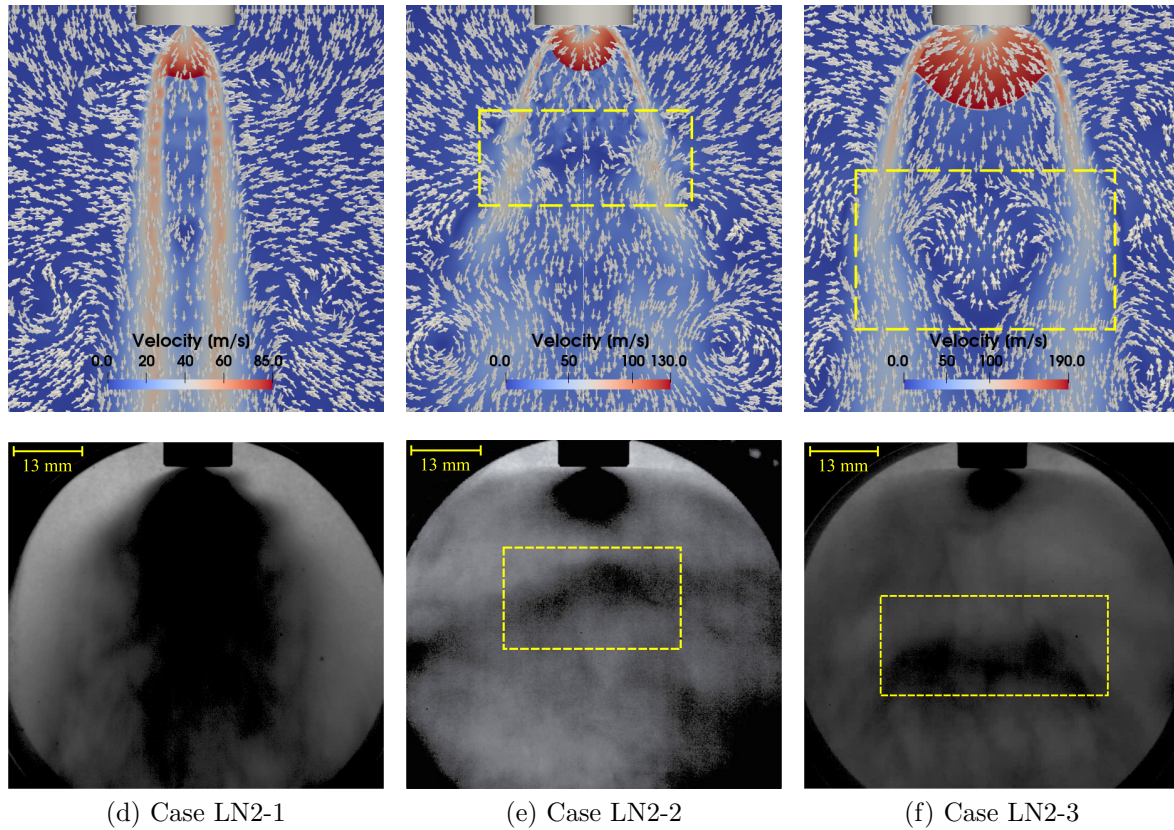 Velocity (m/s)
0.0 20 40 60 85.0
Velocity (m/s)
0.0 50 100 130.0
Velocity (m/s)
0.0 50 100 190.0
13 mm
13 mm
13 mm
(d) Case LN2-1
(e) Case LN2-2
(f) Case LN2-3